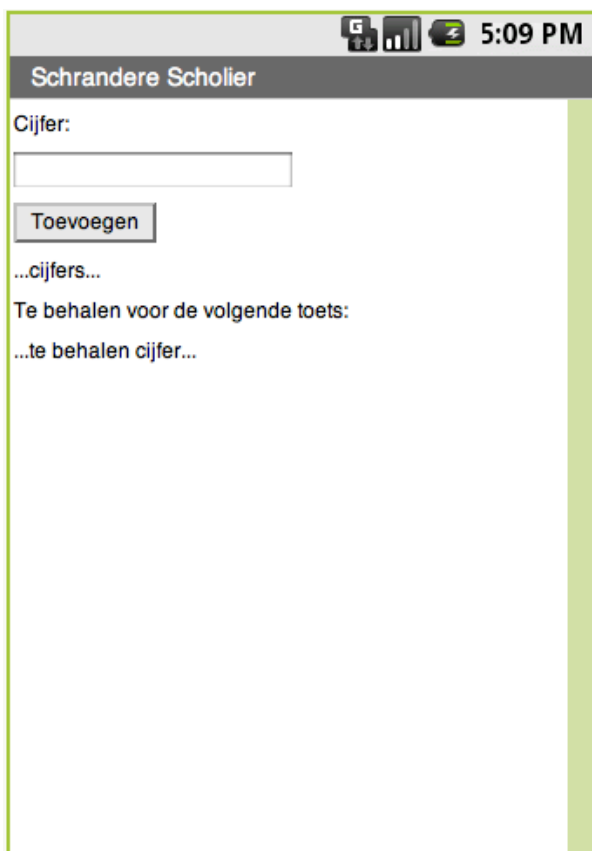 5:09 PM
Schrandere Scholier
Cijfer:
Toevoegen
...cijfers...
Te behalen voor de volgende toets:
...te behalen cijfer...